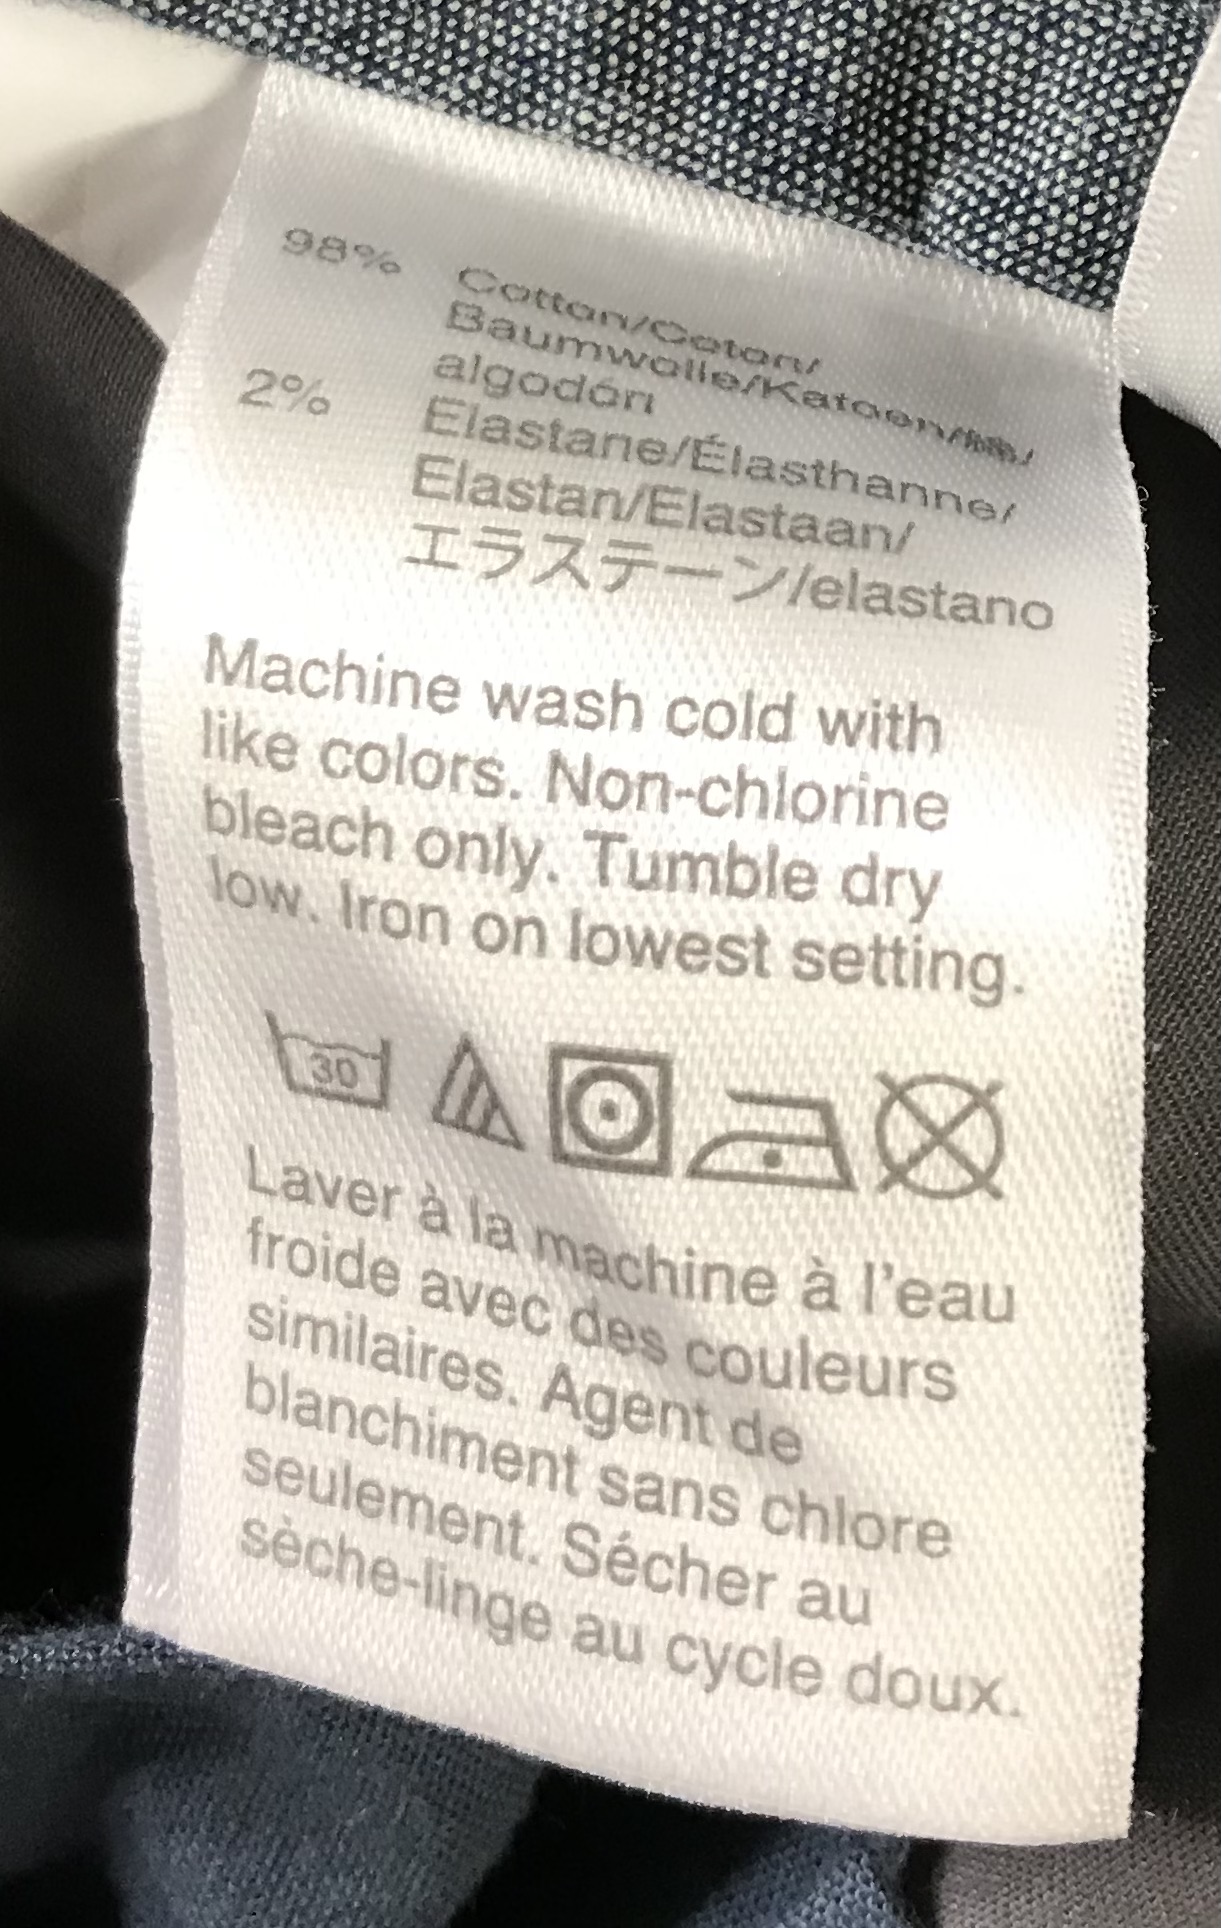 98% Cotton/Coton/
Baumwolle/Katoen/綿/
algodón
2% Elastane/Élasthanne/
Elastan/Elastaan/
エラステーン/elastano
Machine wash cold with
like colors. Non-chlorine
bleach only. Tumble dry
low. Iron on lowest setting.
30
Laver à la machine à l'eau
froide avec des couleurs
similaires. Agent de
blanchiment sans chlore
seulement. Sécher au
sèche-linge au cycle doux.